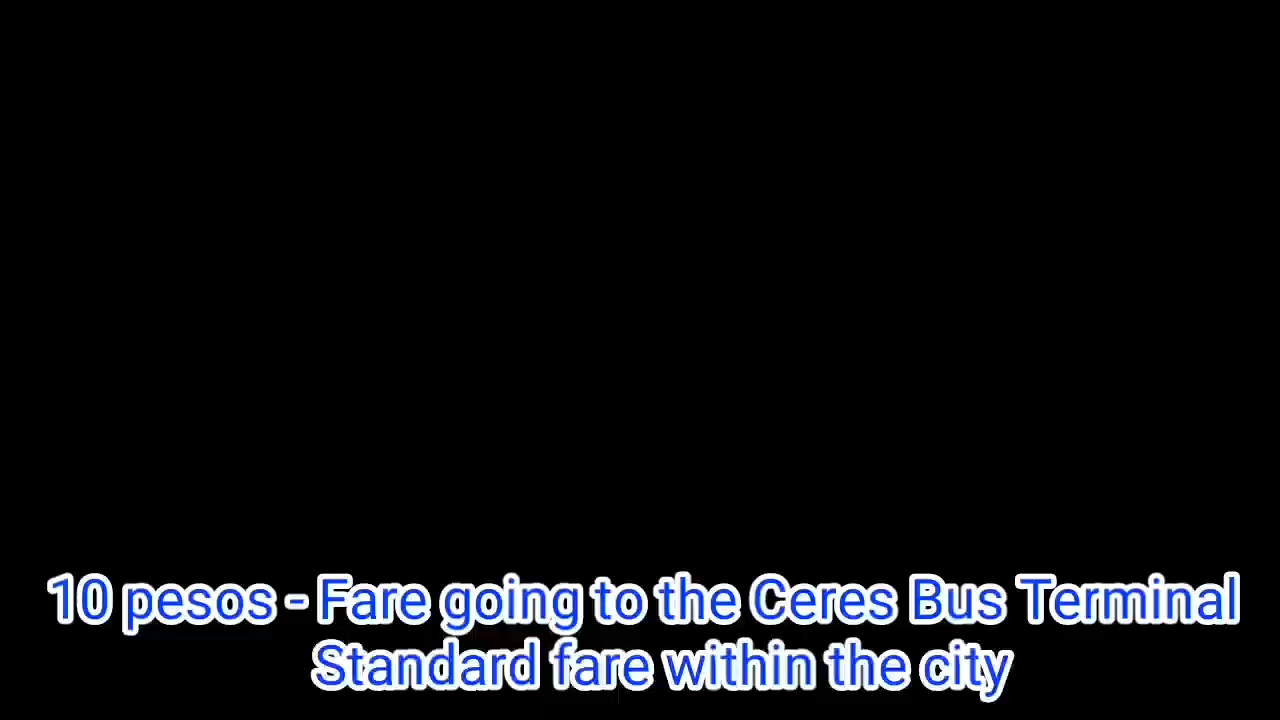 10 pesos - Fare going to the Ceres Bus Terminal
Standard fare within the city